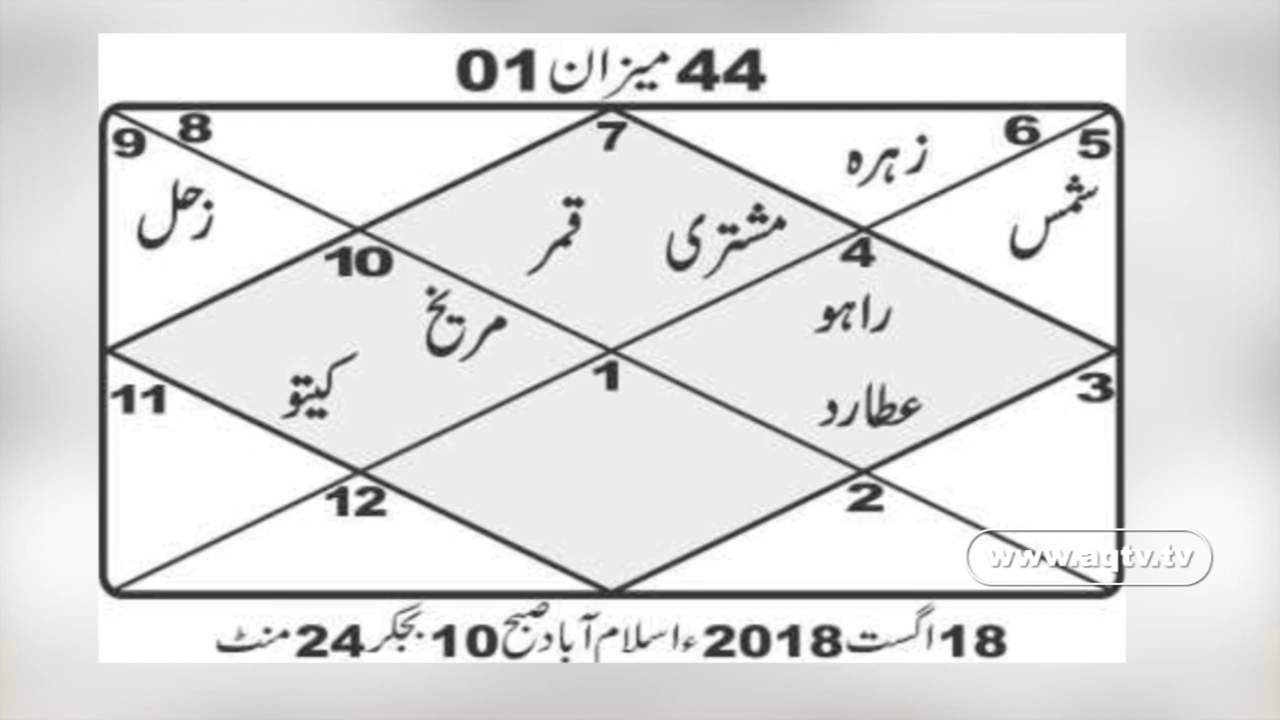 44 میزان 01
7
8
9
6
5
زہرہ
شمس
زحل
قمر
مشتری
10
4
مریخ
راہو
کیتو
عطارد
1
11
3
12
2
www.aqtv.tv
18 اگست 2018ء اسلام آباد صبح 10 بجکر 24 منٹ